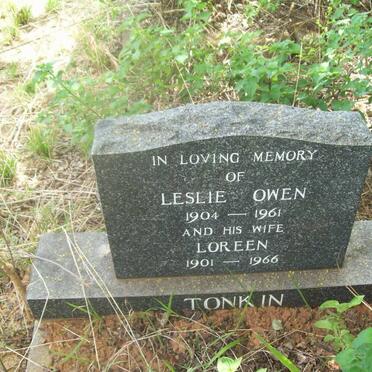 IN LOVING MEMORY
OF
LESLIE OWEN
1904 — 1961
AND HIS WIFE
LOREEN
1901 — 1966
TONKIN